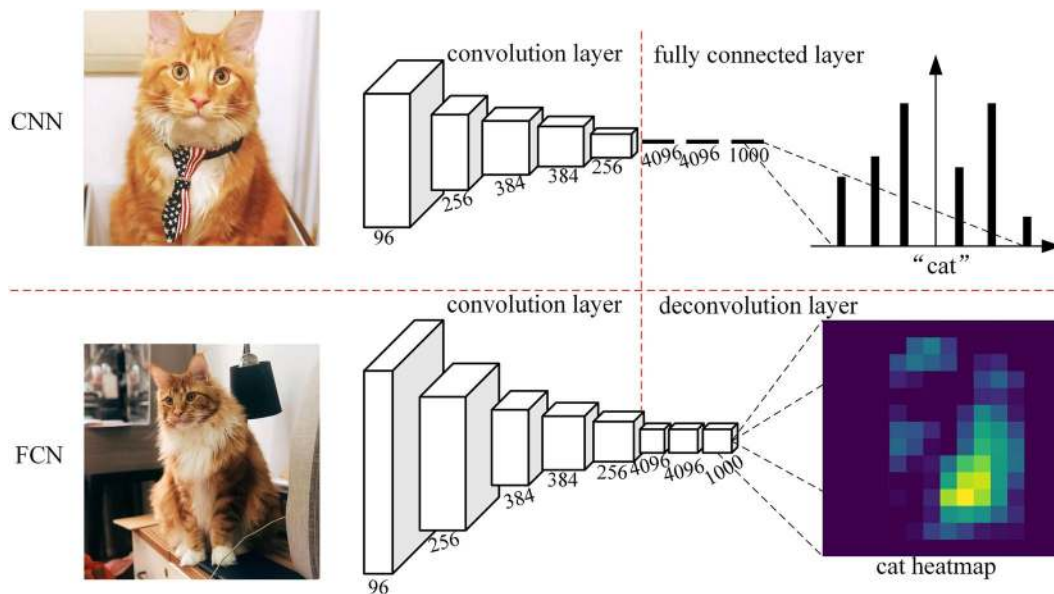 convolution layer
fully connected layer
CNN
96
256
384
384
256
4096
4096
1000
“cat”
convolution layer
deconvolution layer
FCN
96
256
384
384
256
4096
4096
1000
cat heatmap